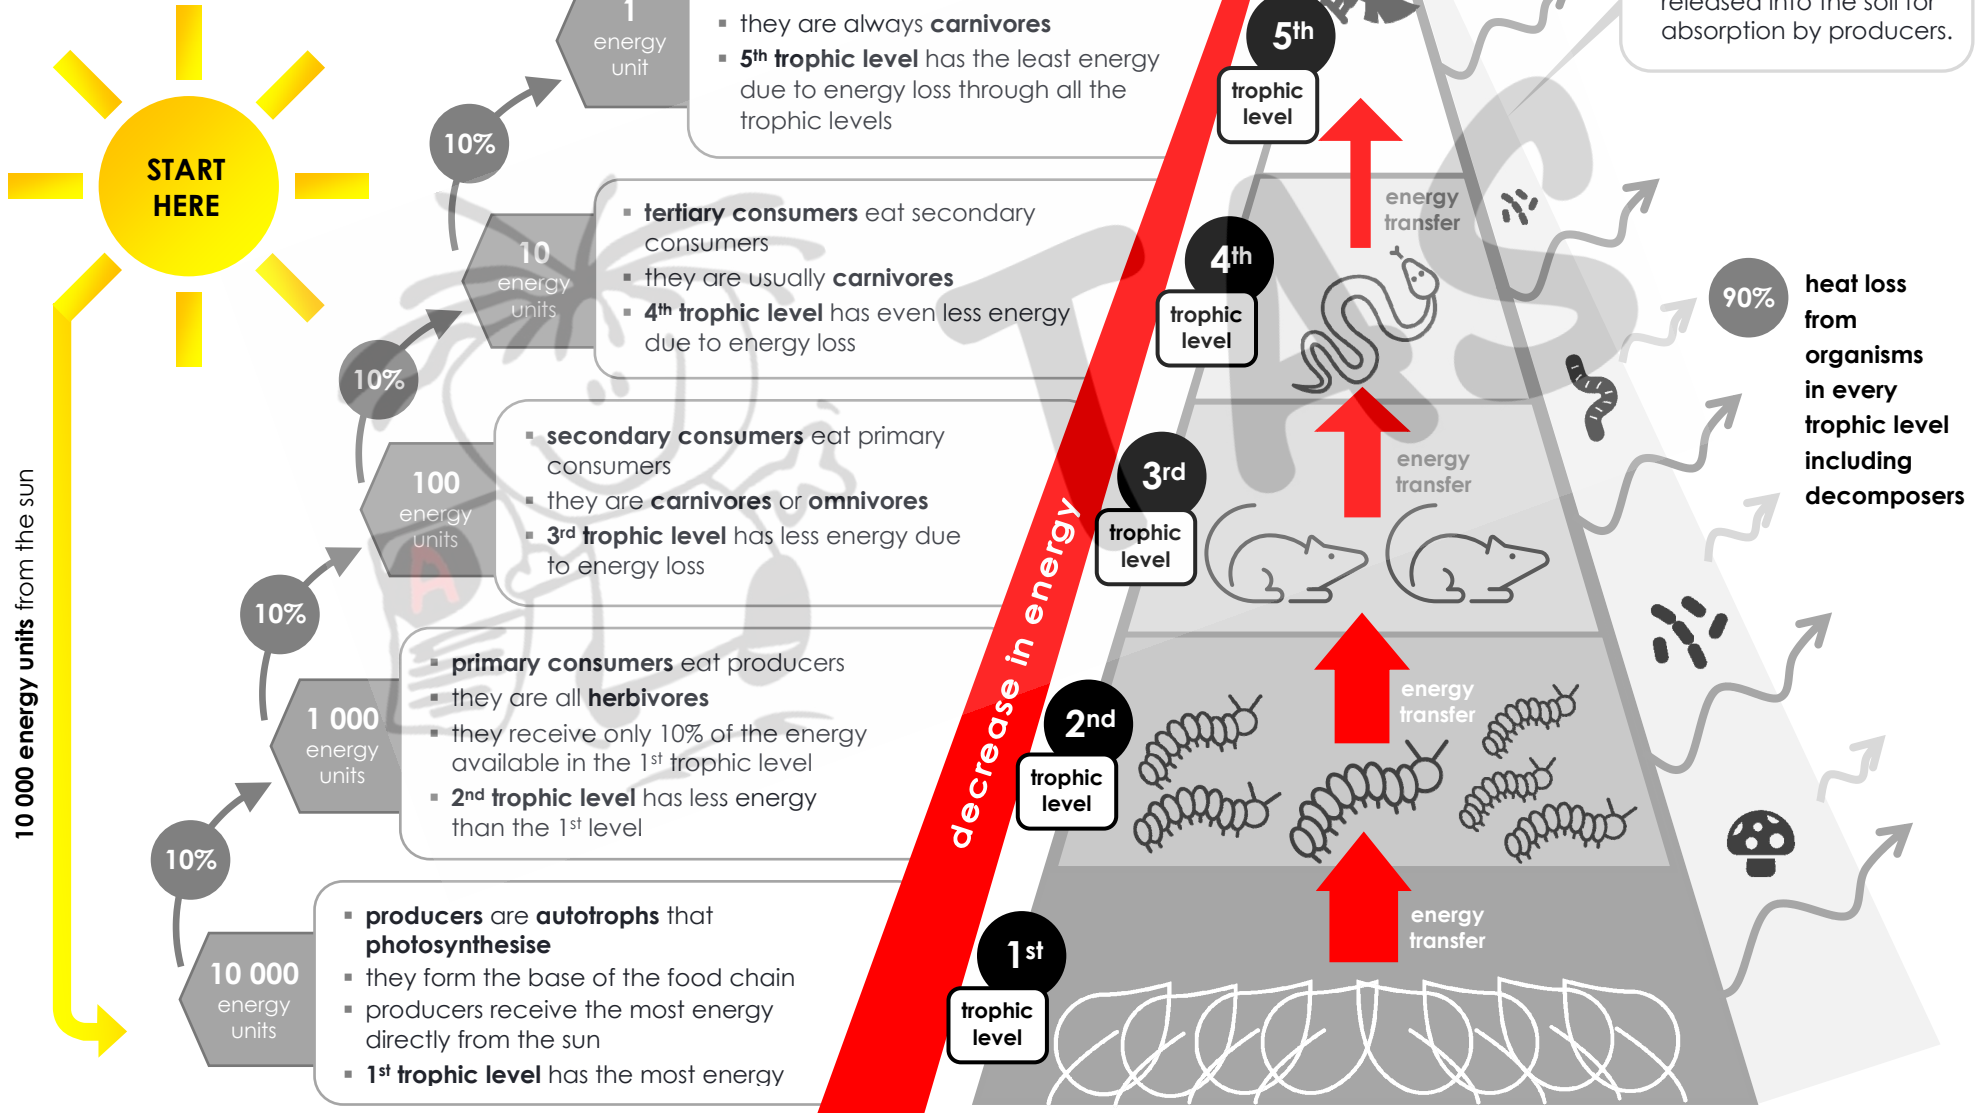 START
HERE
10 000 energy units from the sun
1
energy
unit
▪ they are always carnivores
▪ 5th trophic level has the least energy
due to energy loss through all the
trophic levels
10%
10
energy
units
▪ tertiary consumers eat secondary
consumers
▪ they are usually carnivores
▪ 4th trophic level has even less energy
due to energy loss
10%
100
energy
units
▪ secondary consumers eat primary
consumers
▪ they are carnivores or omnivores
▪ 3rd trophic level has less energy due
to energy loss
10%
1 000
energy
units
▪ primary consumers eat producers
▪ they are all herbivores
▪ they receive only 10% of the energy
available in the 1st trophic level
▪ 2nd trophic level has less energy
than the 1st level
10%
10 000
energy
units
▪ producers are autotrophs that
photosynthesise
▪ they form the base of the food chain
▪ producers receive the most energy
directly from the sun
▪ 1st trophic level has the most energy
decrease in energy
5th
trophic
level
energy
transfer
4th
trophic
level
energy
transfer
3rd
trophic
level
energy
transfer
2nd
trophic
level
energy
transfer
1st
trophic
level
released into the soil for
absorption by producers.
90%
heat loss
from
organisms
in every
trophic level
including
decomposers
A
TAS